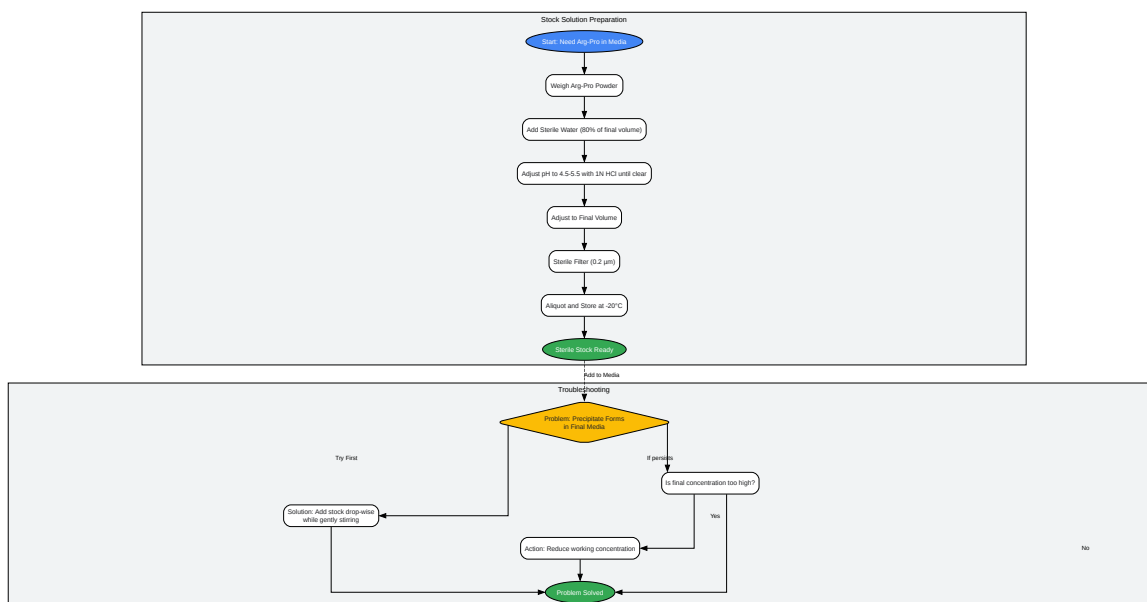 Stock Solution Preparation
Start: Need Arg-Pro in Media
Weigh Arg-Pro Powder
Add Sterile Water (80% of final volume)
Adjust pH to 4.5-5.5 with 1N HCl until clear
Adjust to Final Volume
Sterile Filter (0.2 µm)
Aliquot and Store at -20°C
Sterile Stock Ready
Add to Media
Troubleshooting
Problem: Precipitate Forms
in Final Media
Try First
If persists
Is final concentration too high?
Solution: Add stock drop-wise
while gently stirring
Yes
Action: Reduce working concentration
No
Problem Solved